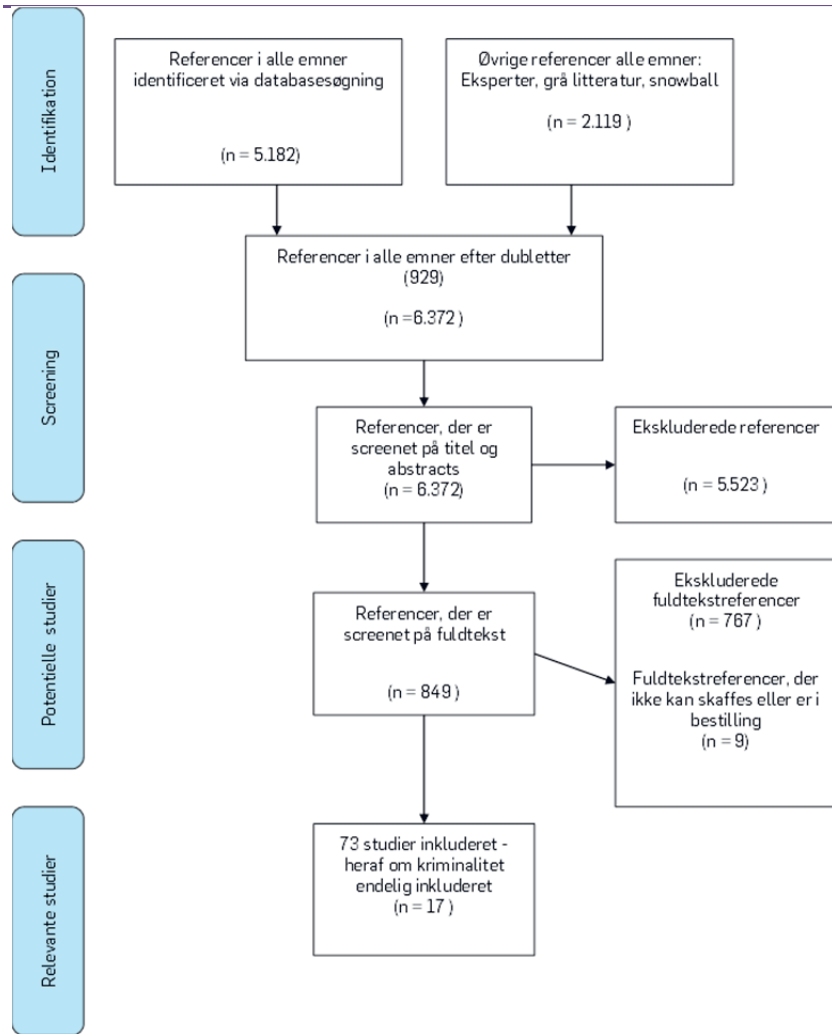 Identifikation
Referencer i alle emner
identificeret via databasesøgning
(n = 5.182)
Øvrige referencer alle emner:
Eksperter, grå litteratur, snowball
(n = 2.119 )
Referencer i alle emner efter dubletter
(929)
(n =6.372 )
Screening
Referencer, der er
screenet på titel og
abstracts
(n = 6.372)
Ekskluderede referencer
(n = 5.523 )
Potentielle studier
Referencer, der er
screenet på fuldtekst
(n = 849)
Ekskluderede
fuldtekstreferencer
(n = 767)
Fuldtekstreferencer, der
ikke kan skaffes eller er i
bestilling
(n = 9)
Relevante studier
73 studier inkluderet -
heraf om kriminalitet
endelig inkluderet
(n = 17 )